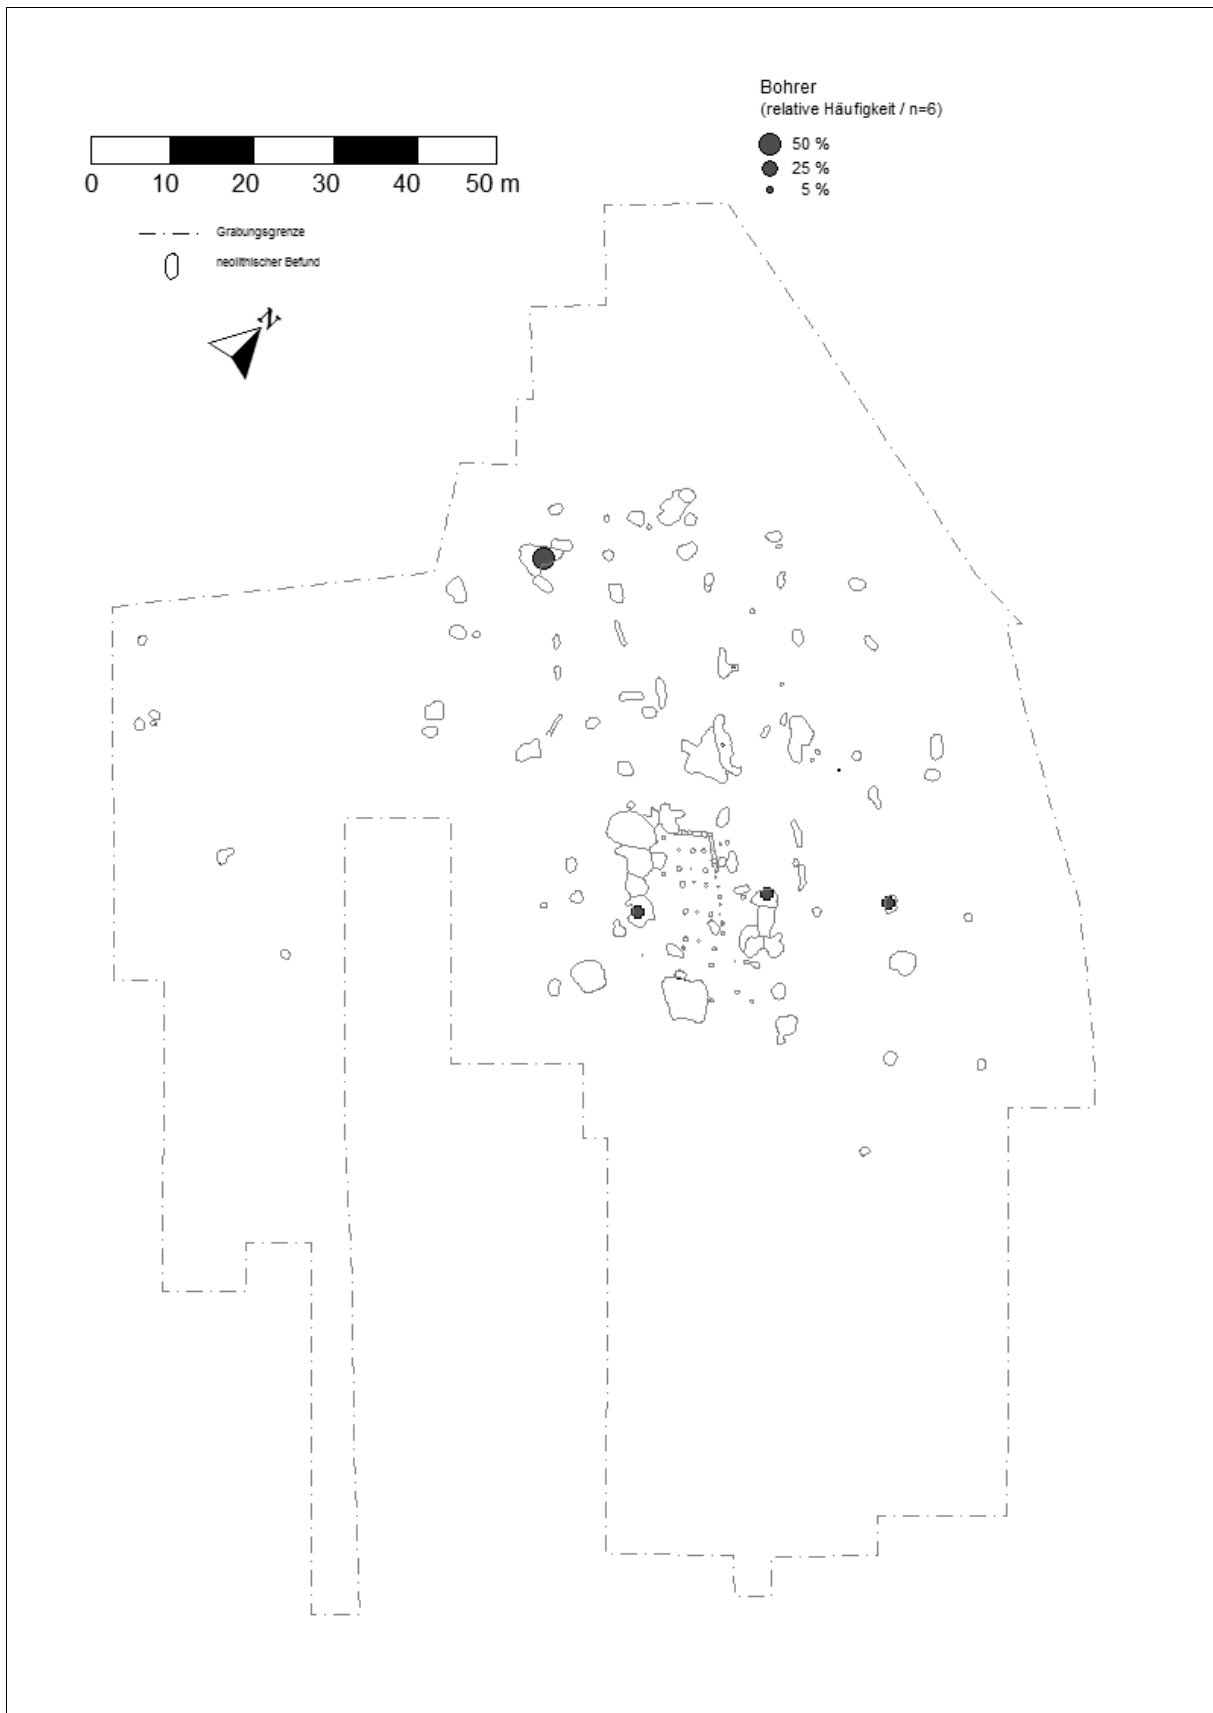 Bohrer
(relative Häufigkeit / n=6)
50 %
25 %
5 %
0 10 20 30 40 50 m
Grabungsgrenze
neolithischer Befund
N